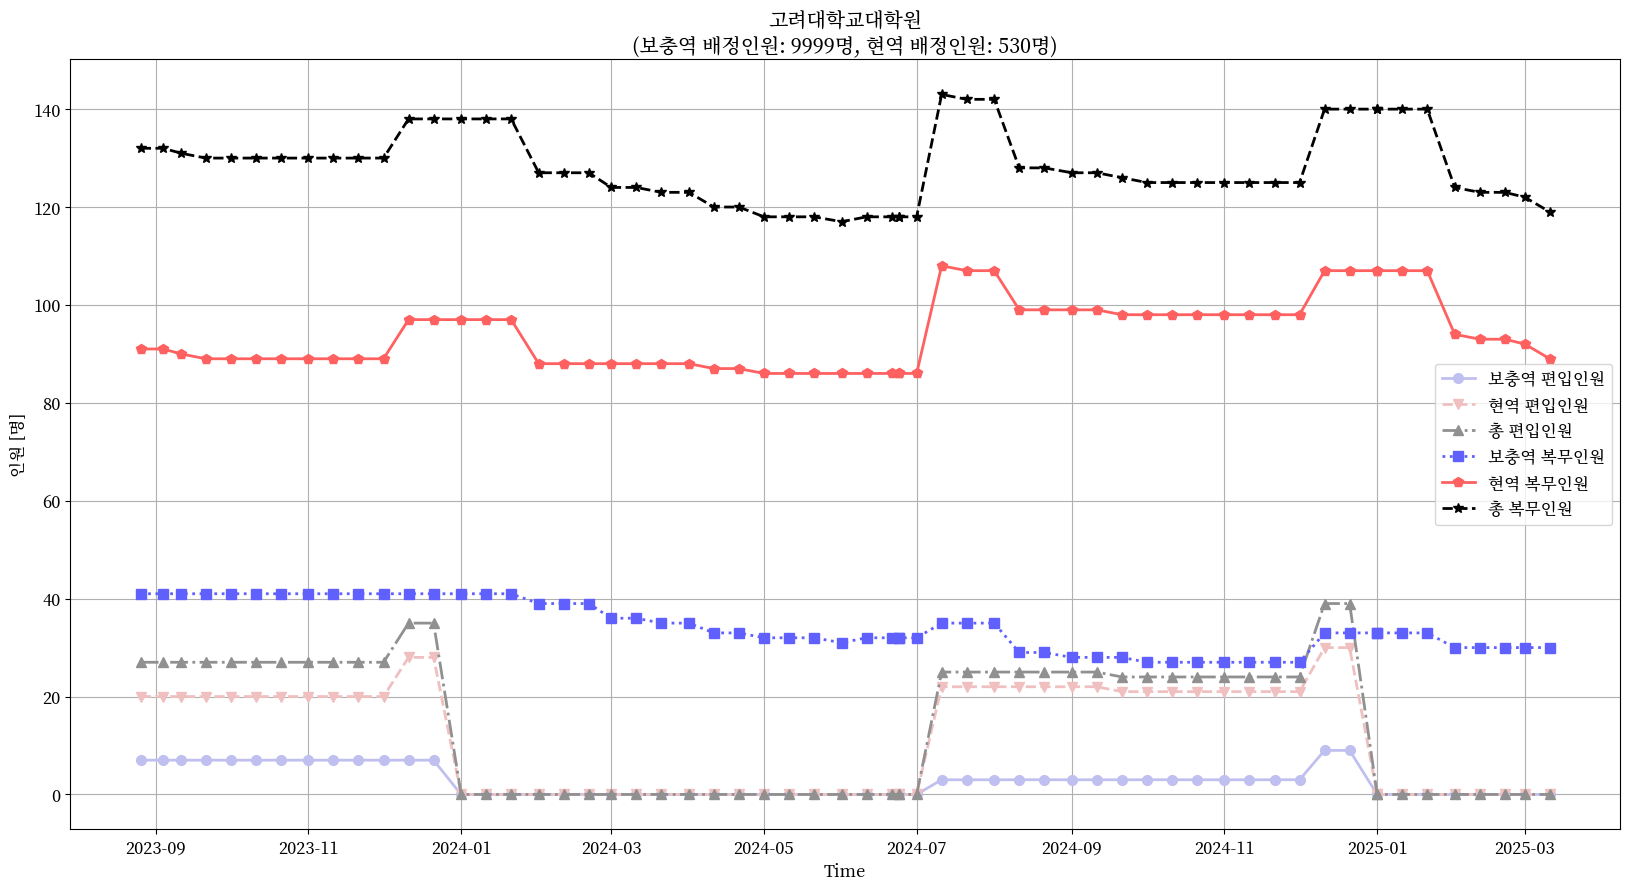 고려대학교대학원
(보충역 배정인원: 9999명, 현역 배정인원: 530명)
인원 [명]
140
120
100
80
60
40
20
0
보충역 편입인원
현역 편입인원
총 편입인원
보충역 복무인원
현역 복무인원
총 복무인원
2023-09 2023-11 2024-01 2024-03 2024-05 2024-07 2024-09 2024-11 2025-01 2025-03
Time